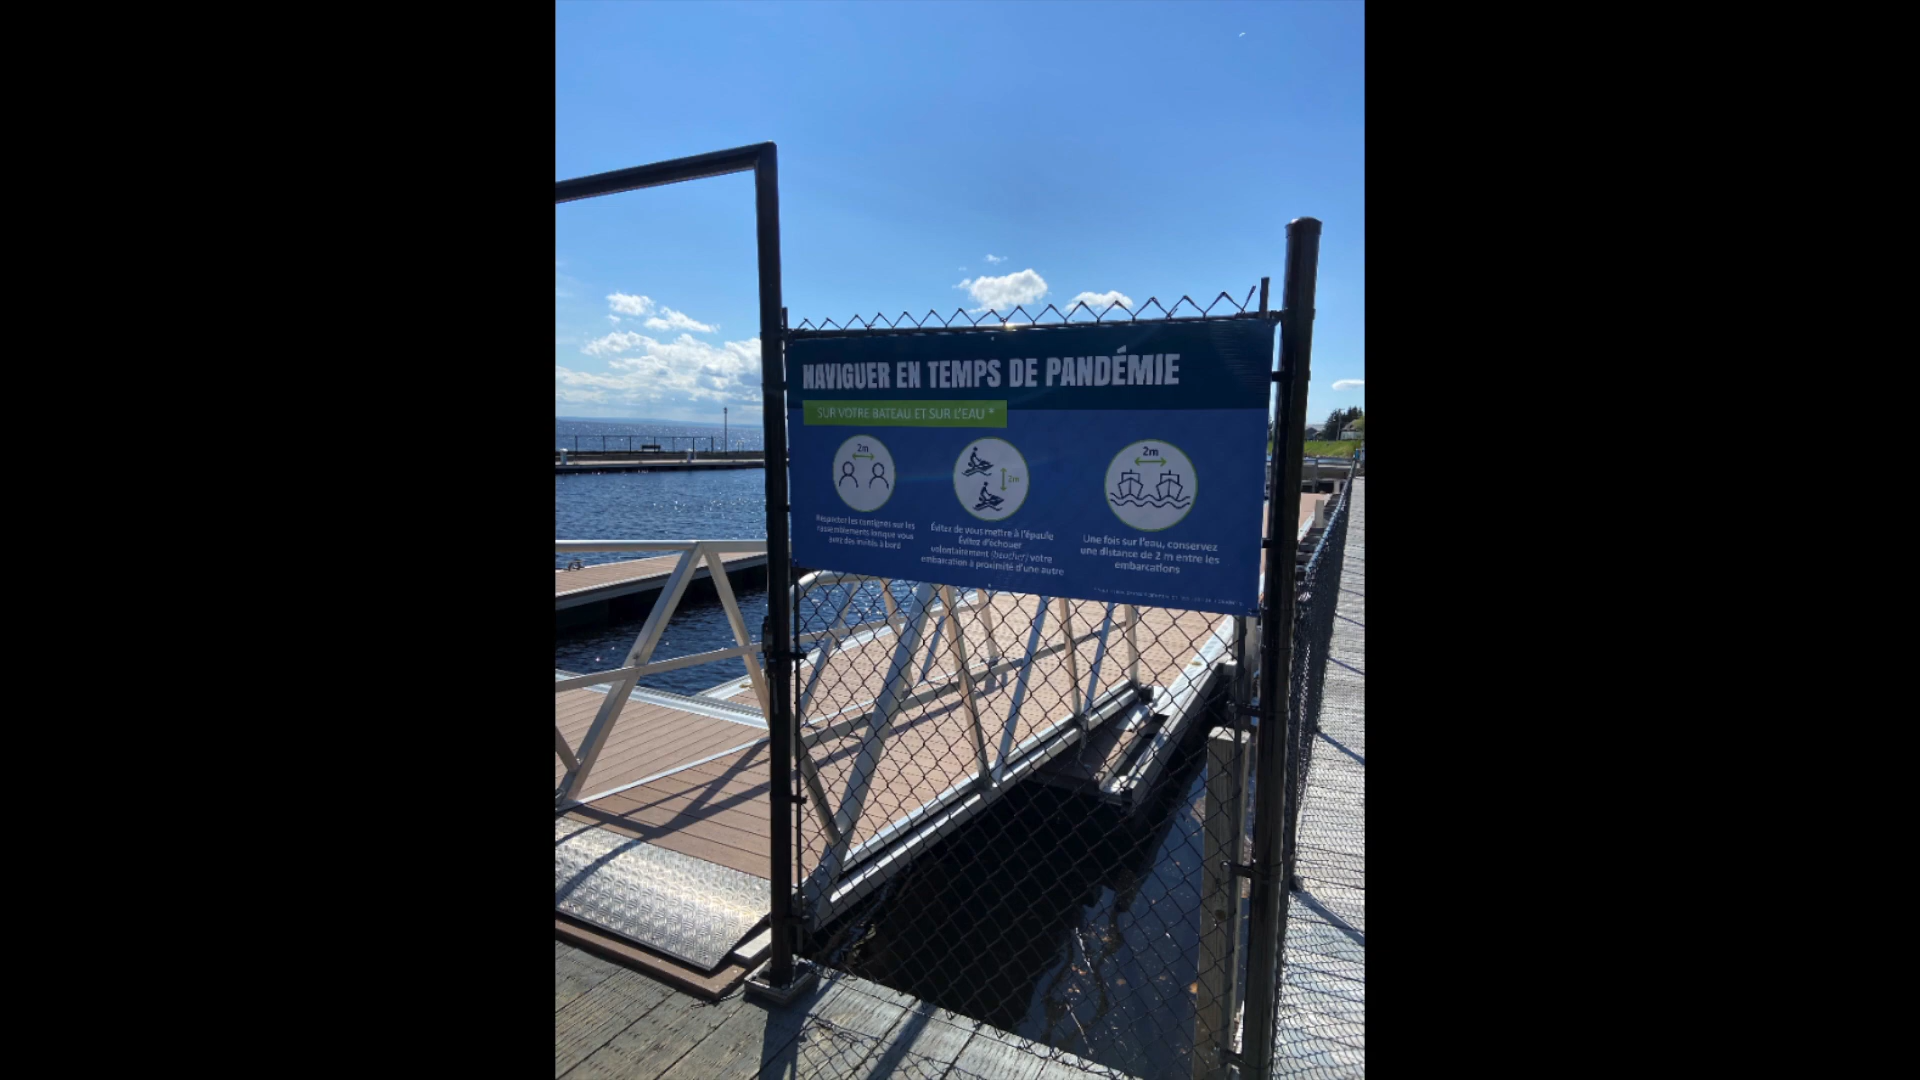 NAVIGUER EN TEMPS DE PANDÉMIE
SUR VOTRE BATEAU ET SUR L'EAU *
2m
2m
2m
Respectez les consignes sur les
rassemblements lorsque vous
avez des invités à bord
Évitez de vous mettre à l'épaule
Évitez d'échouer
volontairement (beacher) votre
embarcation à proximité d'une autre
Une fois sur l'eau, conservez
une distance de 2 m entre les
embarcations